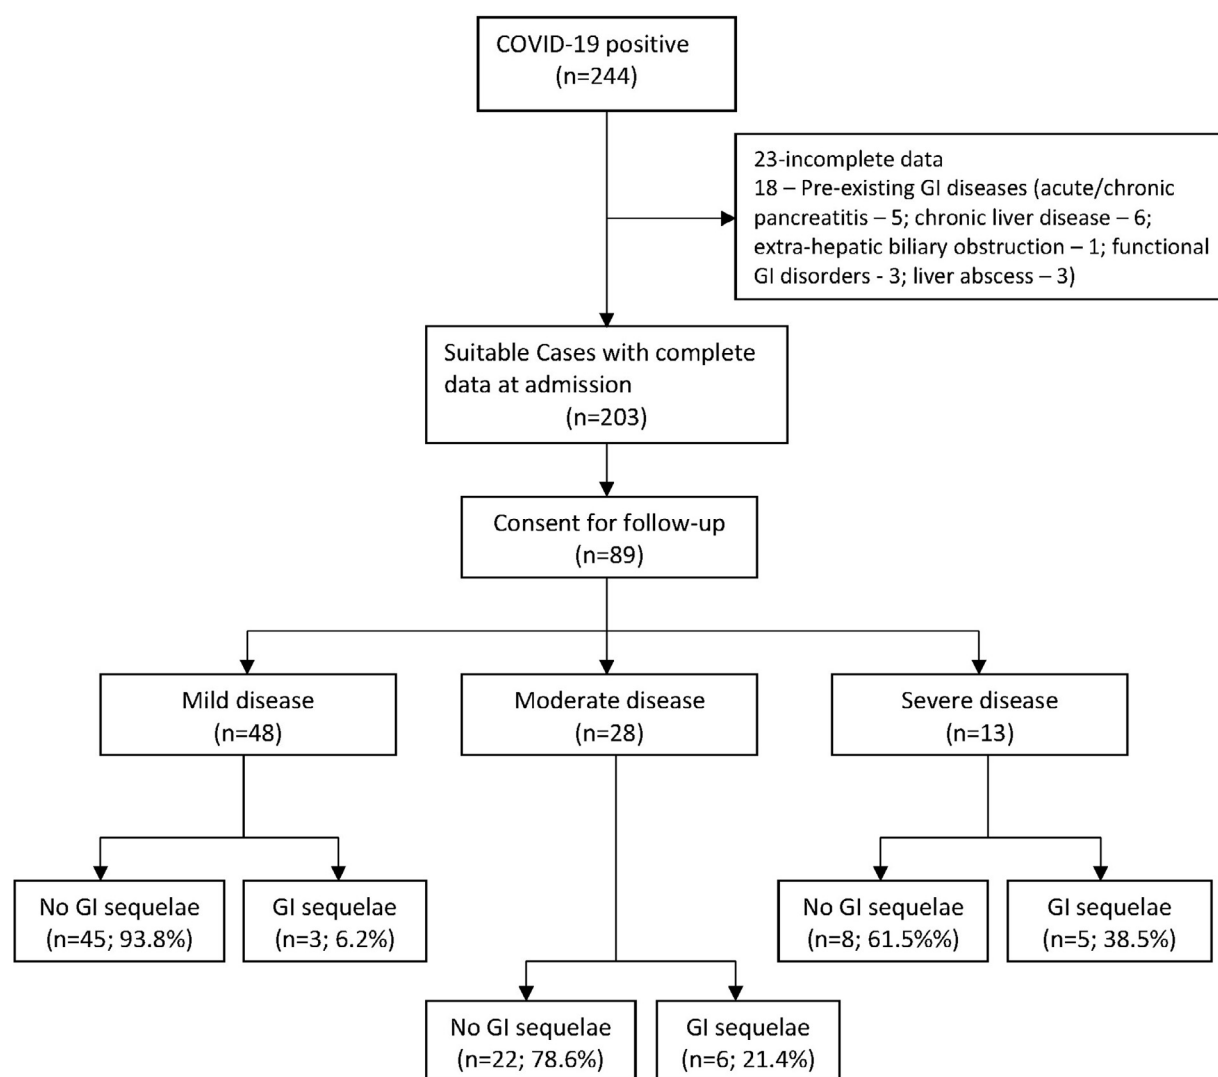 COVID-19 positive
(n=244)
23-incomplete data
18 – Pre-existing GI diseases (acute/chronic
pancreatitis – 5; chronic liver disease – 6;
extra-hepatic biliary obstruction – 1; functional
GI disorders - 3; liver abscess – 3)
Suitable Cases with complete
data at admission
(n=203)
Consent for follow-up
(n=89)
Mild disease
(n=48)
Moderate disease
(n=28)
Severe disease
(n=13)
No GI sequelae
(n=45; 93.8%)
GI sequelae
(n=3; 6.2%)
No GI sequelae
(n=8; 61.5%%)
GI sequelae
(n=5; 38.5%)
No GI sequelae
(n=22; 78.6%)
GI sequelae
(n=6; 21.4%)